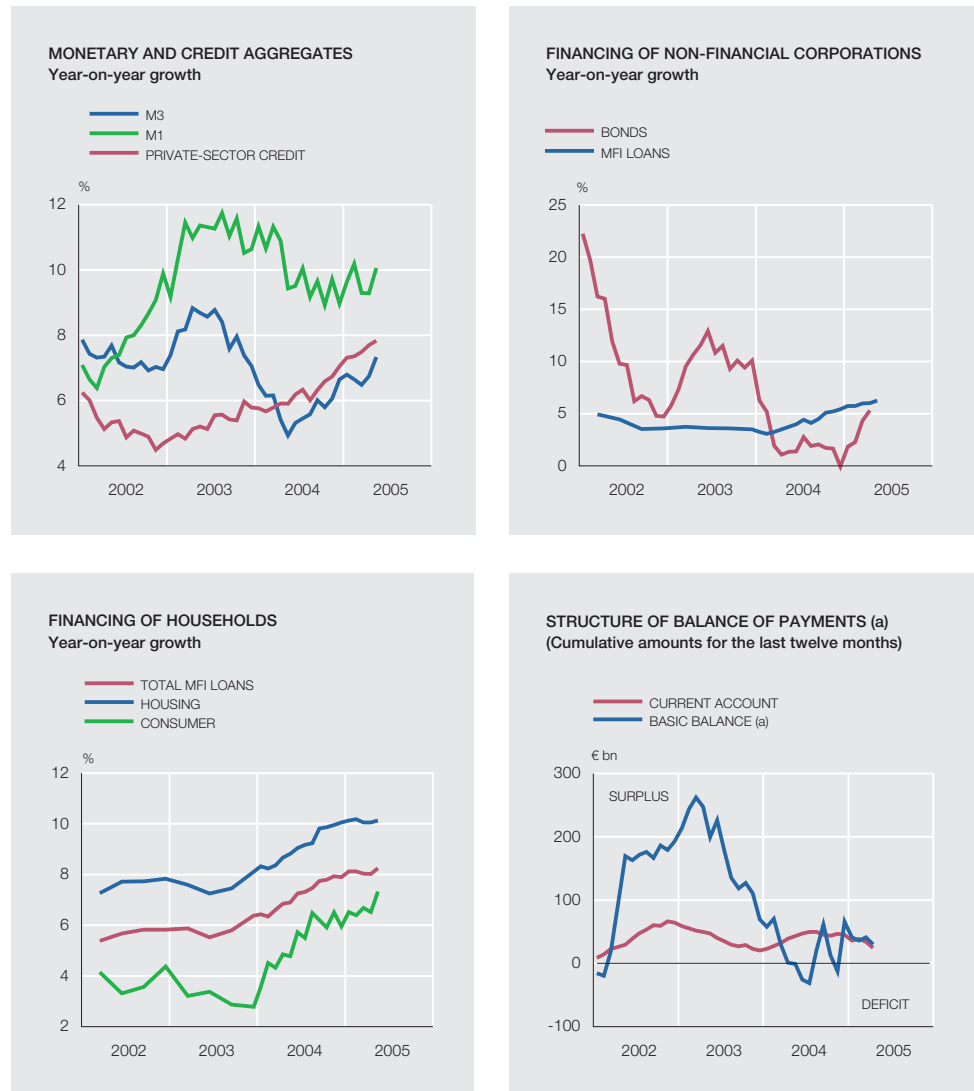 MONETARY AND CREDIT AGGREGATES
Year-on-year growth
M3
M1
PRIVATE-SECTOR CREDIT
%
12
10
8
6
4
2002 2003 2004 2005
FINANCING OF NON-FINANCIAL CORPORATIONS
Year-on-year growth
BONDS
MFI LOANS
%
25
20
15
10
5
0
2002 2003 2004 2005
FINANCING OF HOUSEHOLDS
Year-on-year growth
TOTAL MFI LOANS
HOUSING
CONSUMER
%
12
10
8
6
4
2
2002 2003 2004 2005
STRUCTURE OF BALANCE OF PAYMENTS (a)
(Cumulative amounts for the last twelve months)
CURRENT ACCOUNT
BASIC BALANCE (a)
€ bn
300
SURPLUS
200
100
0
DEFICIT
-100
2002 2003 2004 2005